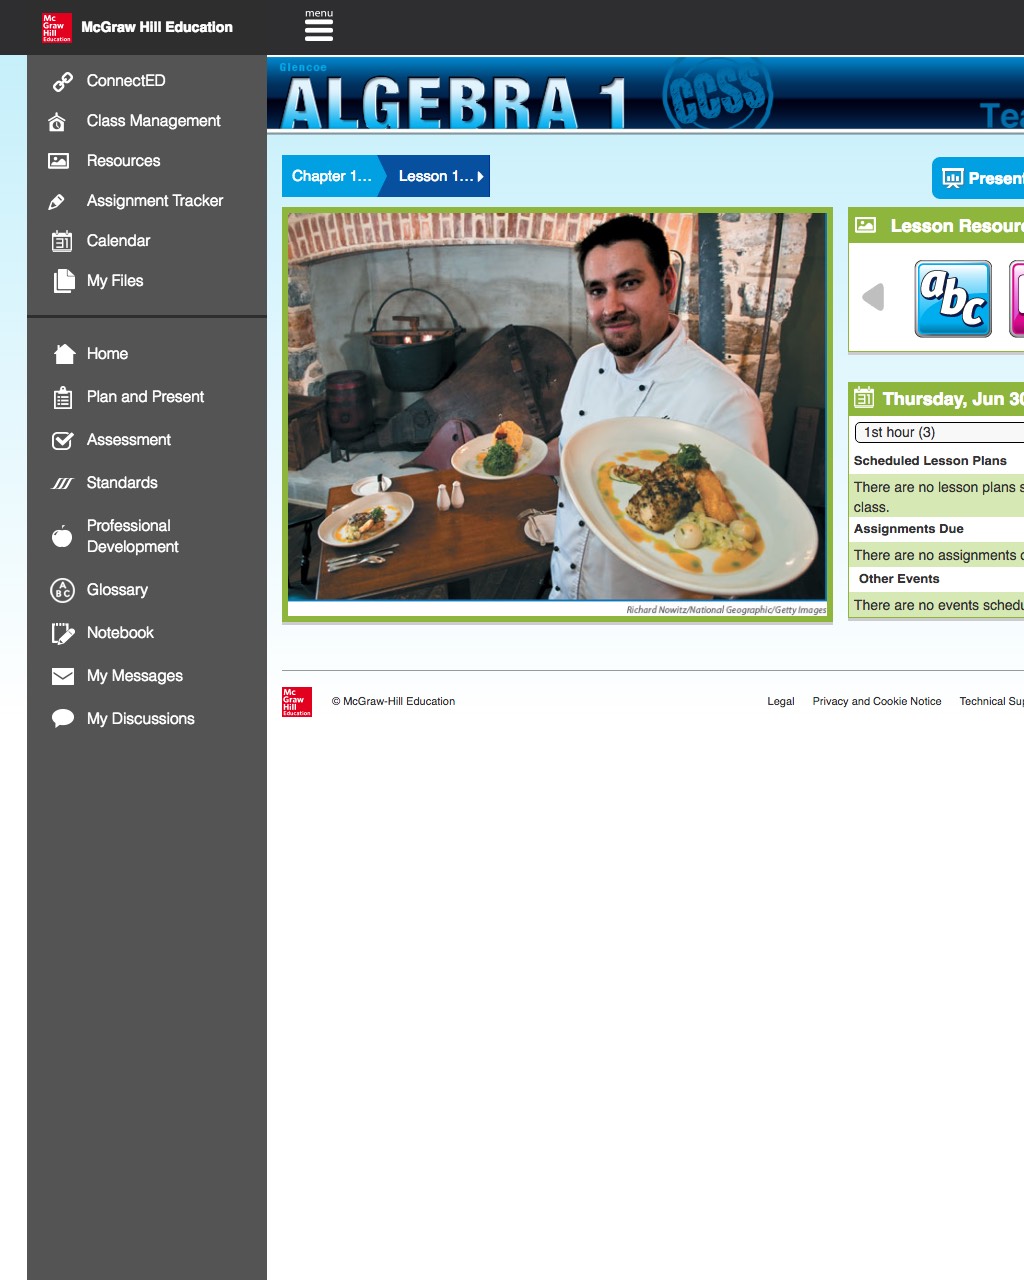 menu
Mc
Graw
Hill
Education
McGraw Hill Education
ConnectED
Class Management
Resources
Assignment Tracker
31
Calendar
My Files
Home
Plan and Present
Assessment
Standards
Professional
Development
A
B C
Glossary
Notebook
My Messages
My Discussions
Glencoe
ALGEBRA 1
CCSS
Tea
Chapter 1...
Lesson 1...
Present
Richard Nowitz/National Geographic/Getty Images
Lesson Resour
abc
31
Thursday, Jun 30
1st hour (3)
Scheduled Lesson Plans
There are no lesson plans s
class.
Assignments Due
There are no assignments d
Other Events
There are no events schedu
Mc
Graw
Hill
Education
© McGraw-Hill Education
Legal
Privacy and Cookie Notice
Technical Sup